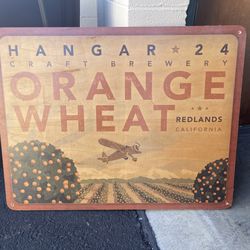 HANGAR ★ 24
CRAFT BREWERY
ORANGE
WHEAT
REDLANDS
CALIFORNIA